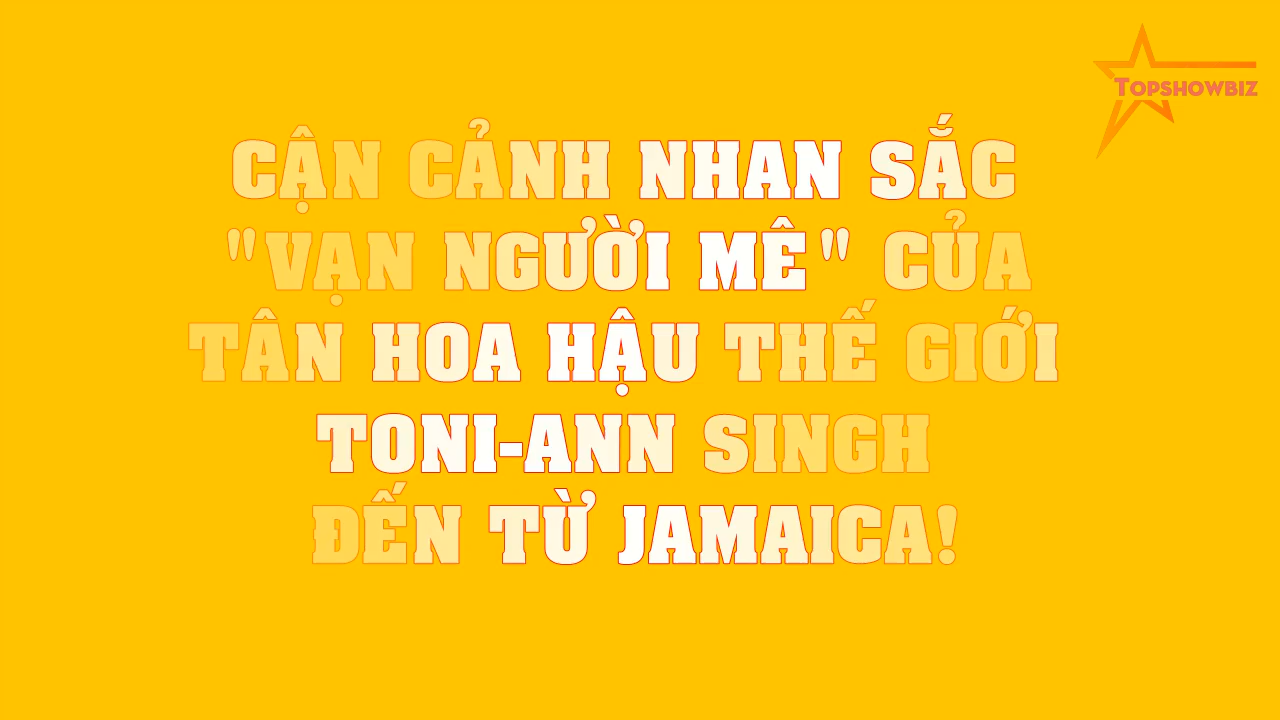 TOPSHOWBIZ
CẬN CẢNH NHAN SẮC
"VẠN NGƯỜI MÊ" CỦA
TÂN HOA HẬU THẾ GIỚI
TONI-ANN SINGH
ĐẾN TỪ JAMAICA!